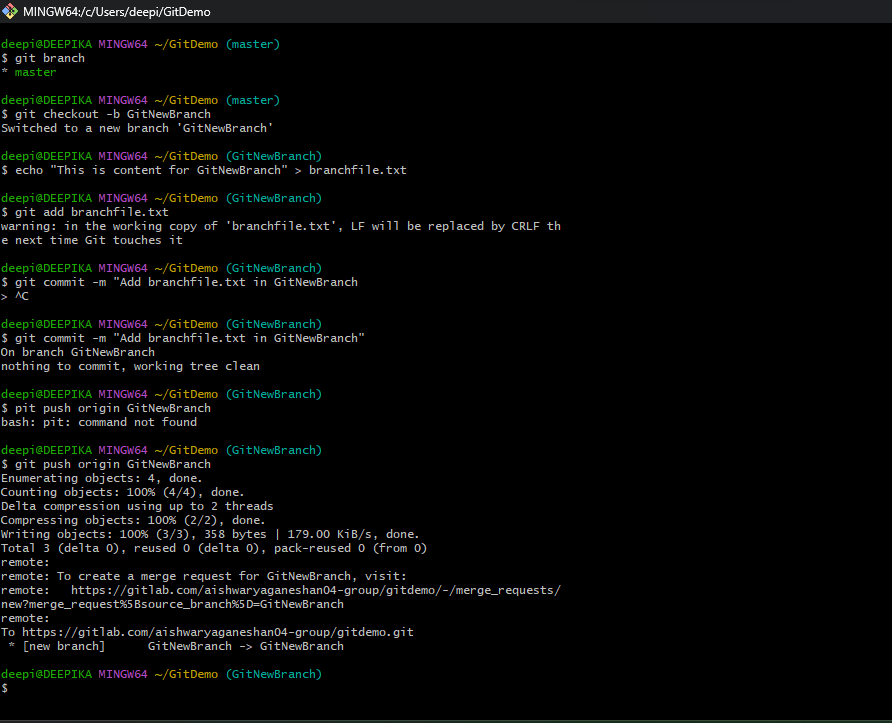 MINGW64:/c/Users/deepi/GitDemo
deepi@DEEPIKA MINGW64 ~/GitDemo (master)
$ git branch
* master
deepi@DEEPIKA MINGW64 ~/GitDemo (master)
$ git checkout -b GitNewBranch
Switched to a new branch 'GitNewBranch'
deepi@DEEPIKA MINGW64 ~/GitDemo (GitNewBranch)
$ echo "This is content for GitNewBranch" > branchfile.txt
deepi@DEEPIKA MINGW64 ~/GitDemo (GitNewBranch)
$ git add branchfile.txt
warning: in the working copy of 'branchfile.txt', LF will be replaced by CRLF th
e next time Git touches it
deepi@DEEPIKA MINGW64 ~/GitDemo (GitNewBranch)
$ git commit -m "Add branchfile.txt in GitNewBranch
> ^C
deepi@DEEPIKA MINGW64 ~/GitDemo (GitNewBranch)
$ git commit -m "Add branchfile.txt in GitNewBranch"
On branch GitNewBranch
nothing to commit, working tree clean
deepi@DEEPIKA MINGW64 ~/GitDemo (GitNewBranch)
$ pit push origin GitNewBranch
bash: pit: command not found
deepi@DEEPIKA MINGW64 ~/GitDemo (GitNewBranch)
$ git push origin GitNewBranch
Enumerating objects: 4, done.
Counting objects: 100% (4/4), done.
Delta compression using up to 2 threads
Compressing objects: 100% (2/2), done.
Writing objects: 100% (3/3), 358 bytes | 179.00 KiB/s, done.
Total 3 (delta 0), reused 0 (delta 0), pack-reused 0 (from 0)
remote:
remote: To create a merge request for GitNewBranch, visit:
remote:   https://gitlab.com/aishwaryaganeshan04-group/gitdemo/-/merge_requests/
new?merge_request%5Bsource_branch%5D=GitNewBranch
remote:
To https://gitlab.com/aishwaryaganeshan04-group/gitdemo.git
 * [new branch]      GitNewBranch -> GitNewBranch
deepi@DEEPIKA MINGW64 ~/GitDemo (GitNewBranch)
$